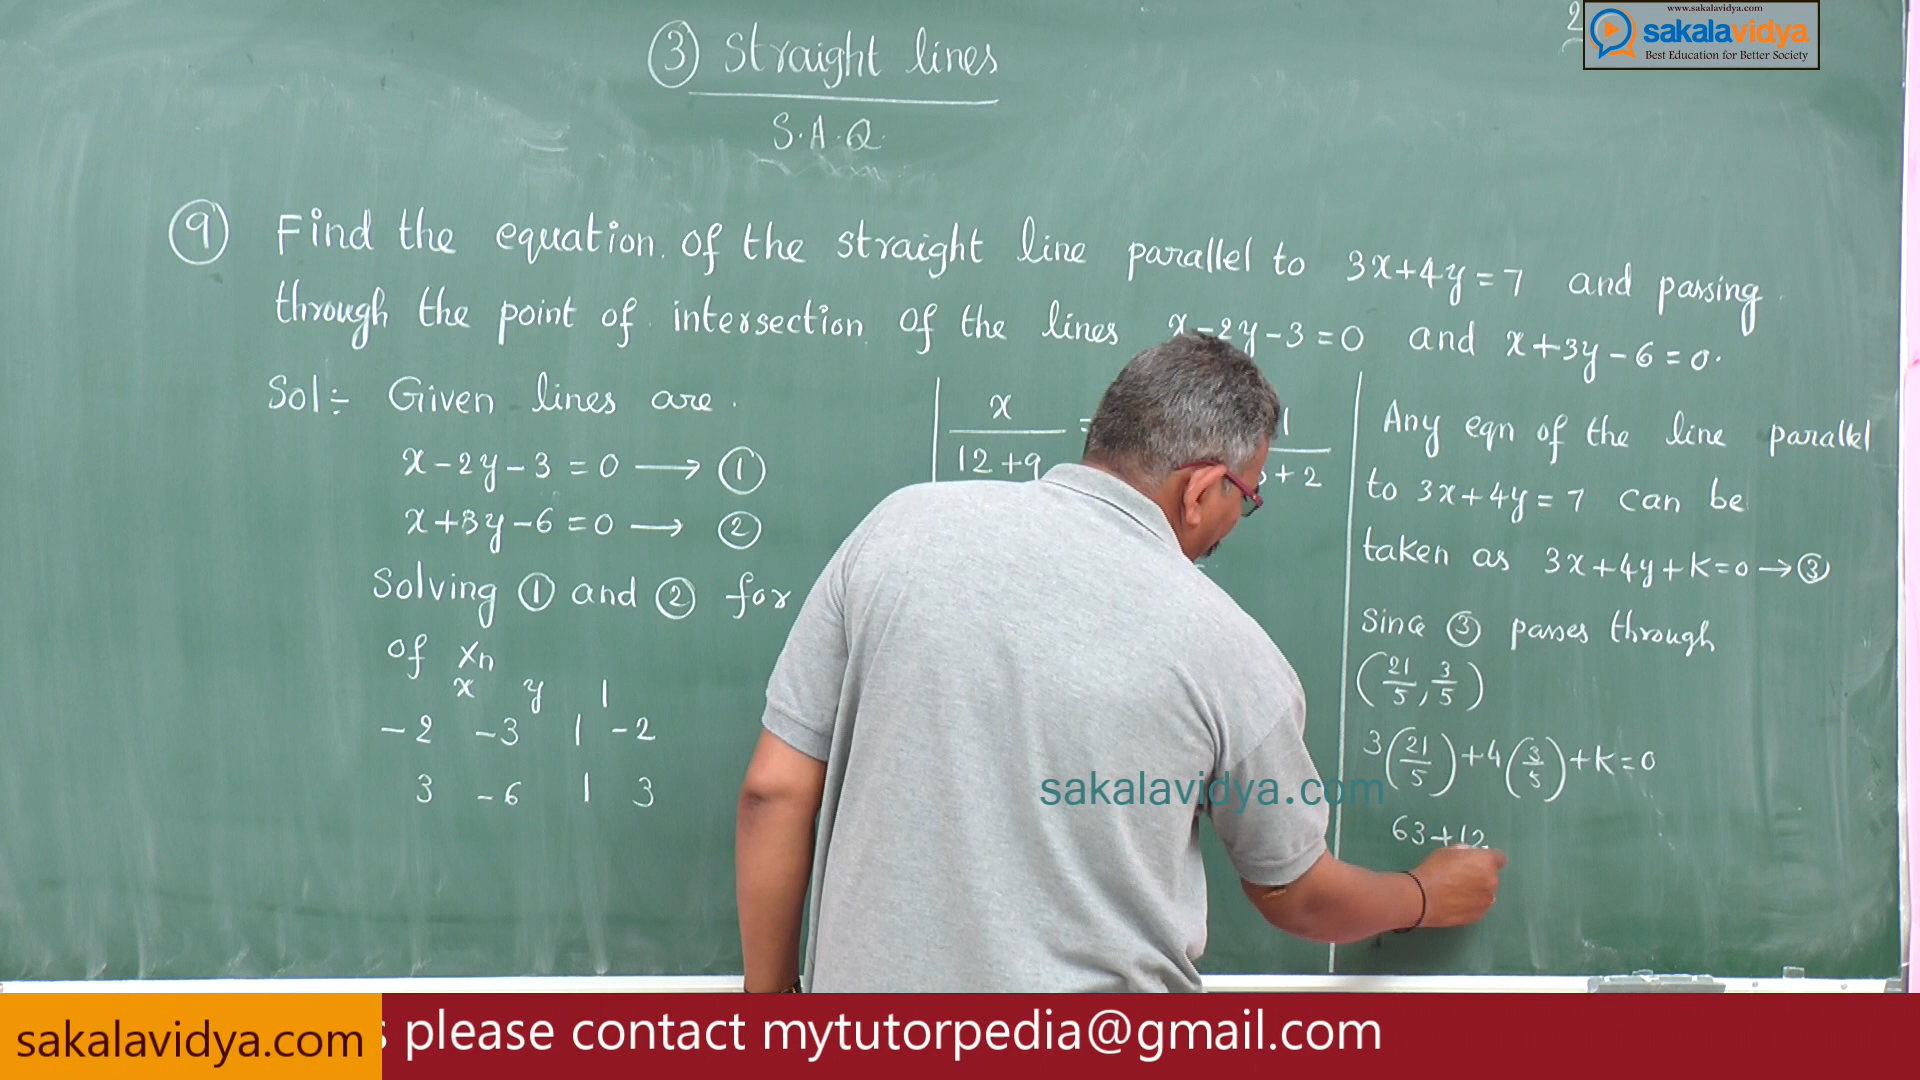 ③ Straight lines
S.A.Q.
2
www.sakalavidya.com
sakalavidya
Best Education for Better Society
⑨ Find the equation of the straight line parallel to 3x+4y=7 and passing
through the point of intersection of the lines x-2y-3=0 and x+3y-6=0.
Sol÷ Given lines are.
x-2y-3=0 ⟶ ①
x+3y-6=0 ⟶ ②
Solving ① and ② for
of xn
x y 1
-2 -3 1 -2
3 -6 1 3
x = 1
12+9 +2
Any eqn of the line parallel
to 3x+4y=7 can be
taken as 3x+4y+k=0 → ③
Since ③ passes through
(21/5, 3/5)
3(21/5)+4(3/5)+k=0
63+12
sakalavidya.com
sakalavidya.com
please contact mytutorpedia@gmail.com